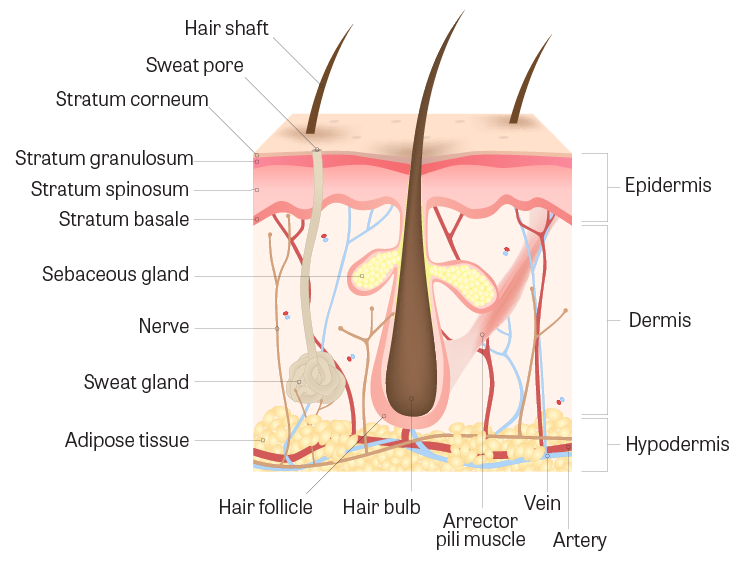 Hair shaft
Sweat pore
Stratum corneum
Stratum granulosum
Stratum spinosum
Stratum basale
Sebaceous gland
Nerve
Sweat gland
Adipose tissue
Epidermis
Dermis
Hypodermis
Hair follicle
Hair bulb
Arrector
pili muscle
Vein
Artery